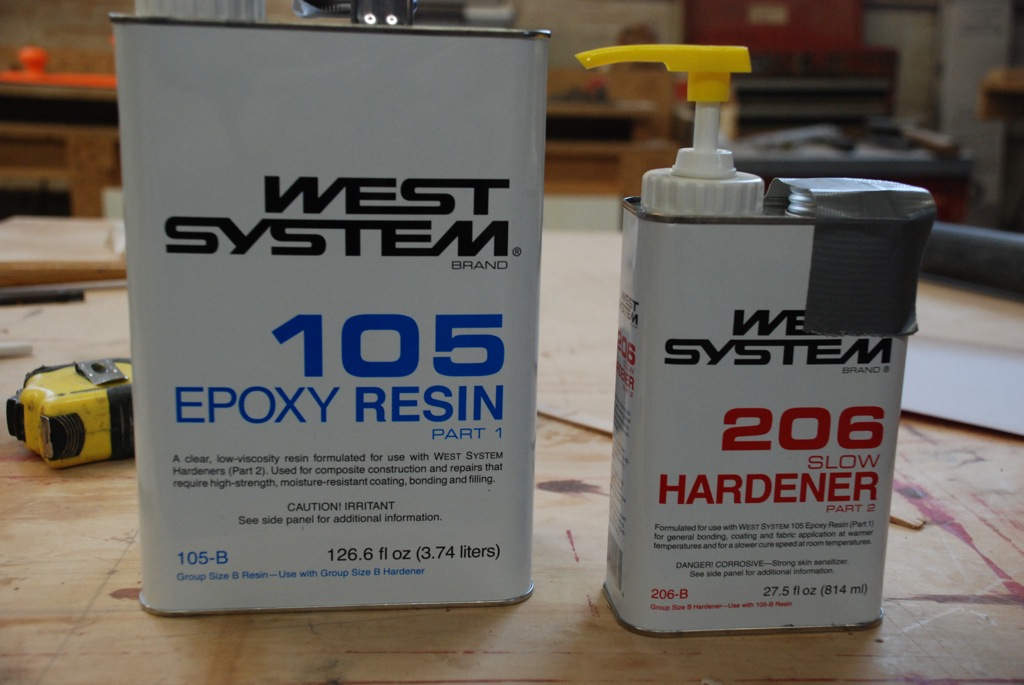 WEST
SYSTEM®
BRAND
105
EPOXY RESIN
PART 1
A clear, low-viscosity resin formulated for use with WEST SYSTEM
Hardeners (Part 2). Used for composite construction and repairs that
require high-strength, moisture-resistant coating, bonding and filling.
CAUTION! IRRITANT
See side panel for additional information.
105-B
126.6 fl oz (3.74 liters)
Group Size B Resin—Use with Group Size B Hardener
WE
SYSTEM
BRAND ®
206
SLOW
HARDENER
PART 2
Formulated for use with WEST SYSTEM 105 Epoxy Resin (Part 1)
for general bonding, coating and fabric application at warmer
temperatures and for a slower cure speed at room temperatures.
DANGER! CORROSIVE—Strong skin sensitizer.
See side panel for additional information.
206-B
27.5 fl oz (814 ml)
Group Size B Hardener—Use with 105-B Resin
WEST
SYSTEM
206
SLOW
HARDENER